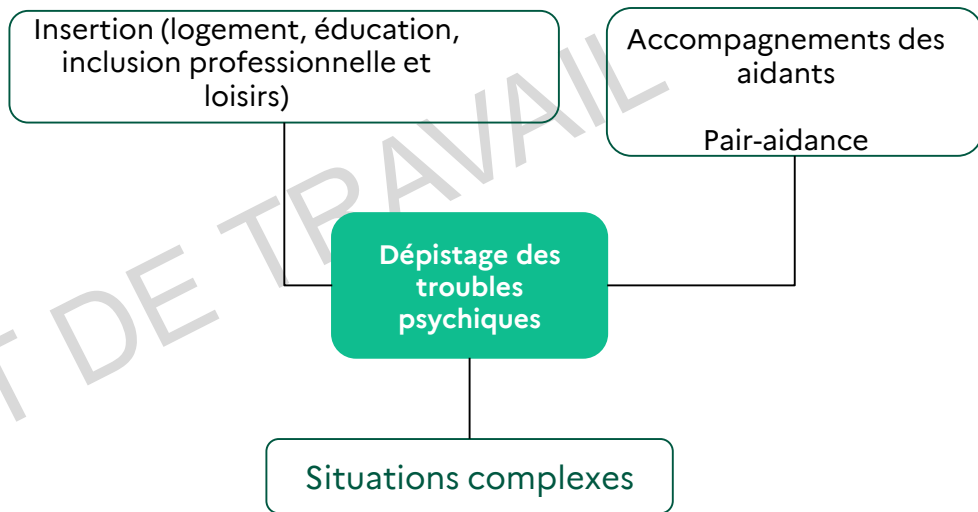 Insertion (logement, éducation,
inclusion professionnelle et
loisirs)
Accompagnements des
aidants
Pair-aidance
Dépistage des
troubles
psychiques
Situations complexes
T DE TRAVAIL